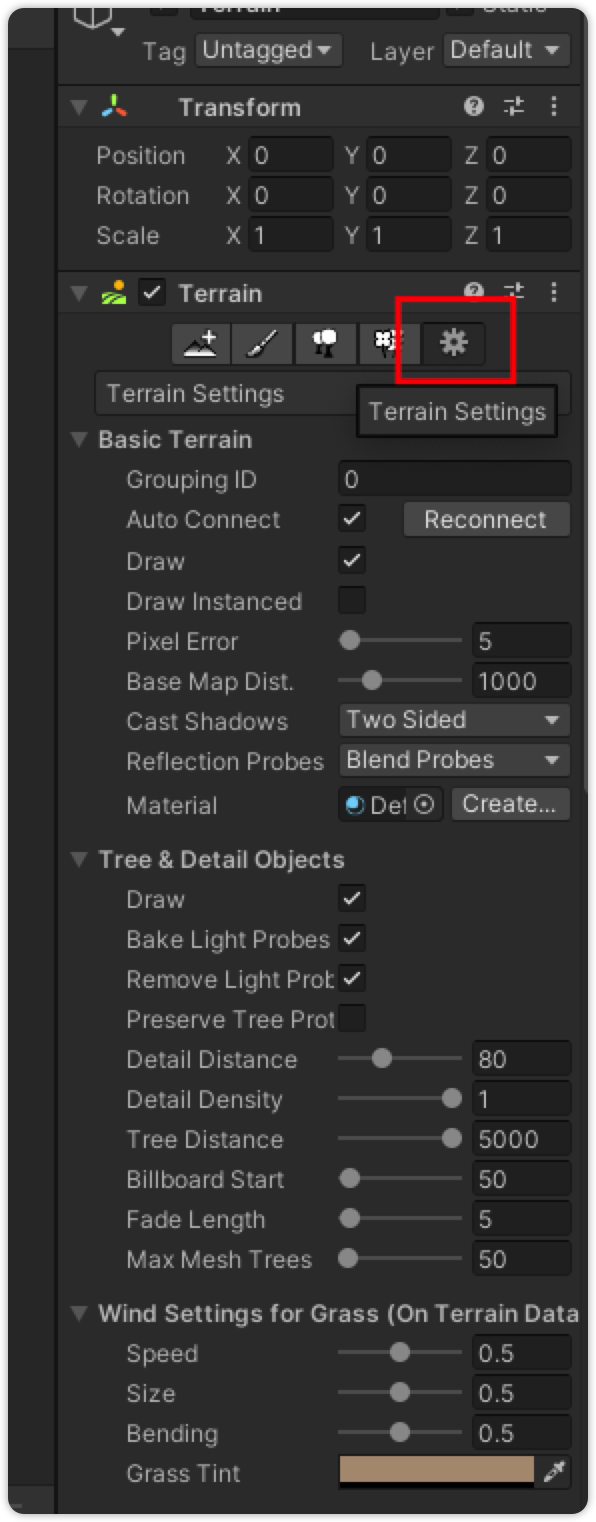 Terrain
Static
Tag Untagged Layer Default
Transform
Position X 0 Y 0 Z 0
Rotation X 0 Y 0 Z 0
Scale X 1 Y 1 Z 1
Terrain
Terrain Settings
Terrain Settings
Basic Terrain
Grouping ID 0
Auto Connect Reconnect
Draw
Draw Instanced
Pixel Error 5
Base Map Dist. 1000
Cast Shadows Two Sided
Reflection Probes Blend Probes
Material Def Create...
Tree & Detail Objects
Draw
Bake Light Probes
Remove Light Prob
Preserve Tree Prot
Detail Distance 80
Detail Density 1
Tree Distance 5000
Billboard Start 50
Fade Length 5
Max Mesh Trees 50
Wind Settings for Grass (On Terrain Data
Speed 0.5
Size 0.5
Bending 0.5
Grass Tint